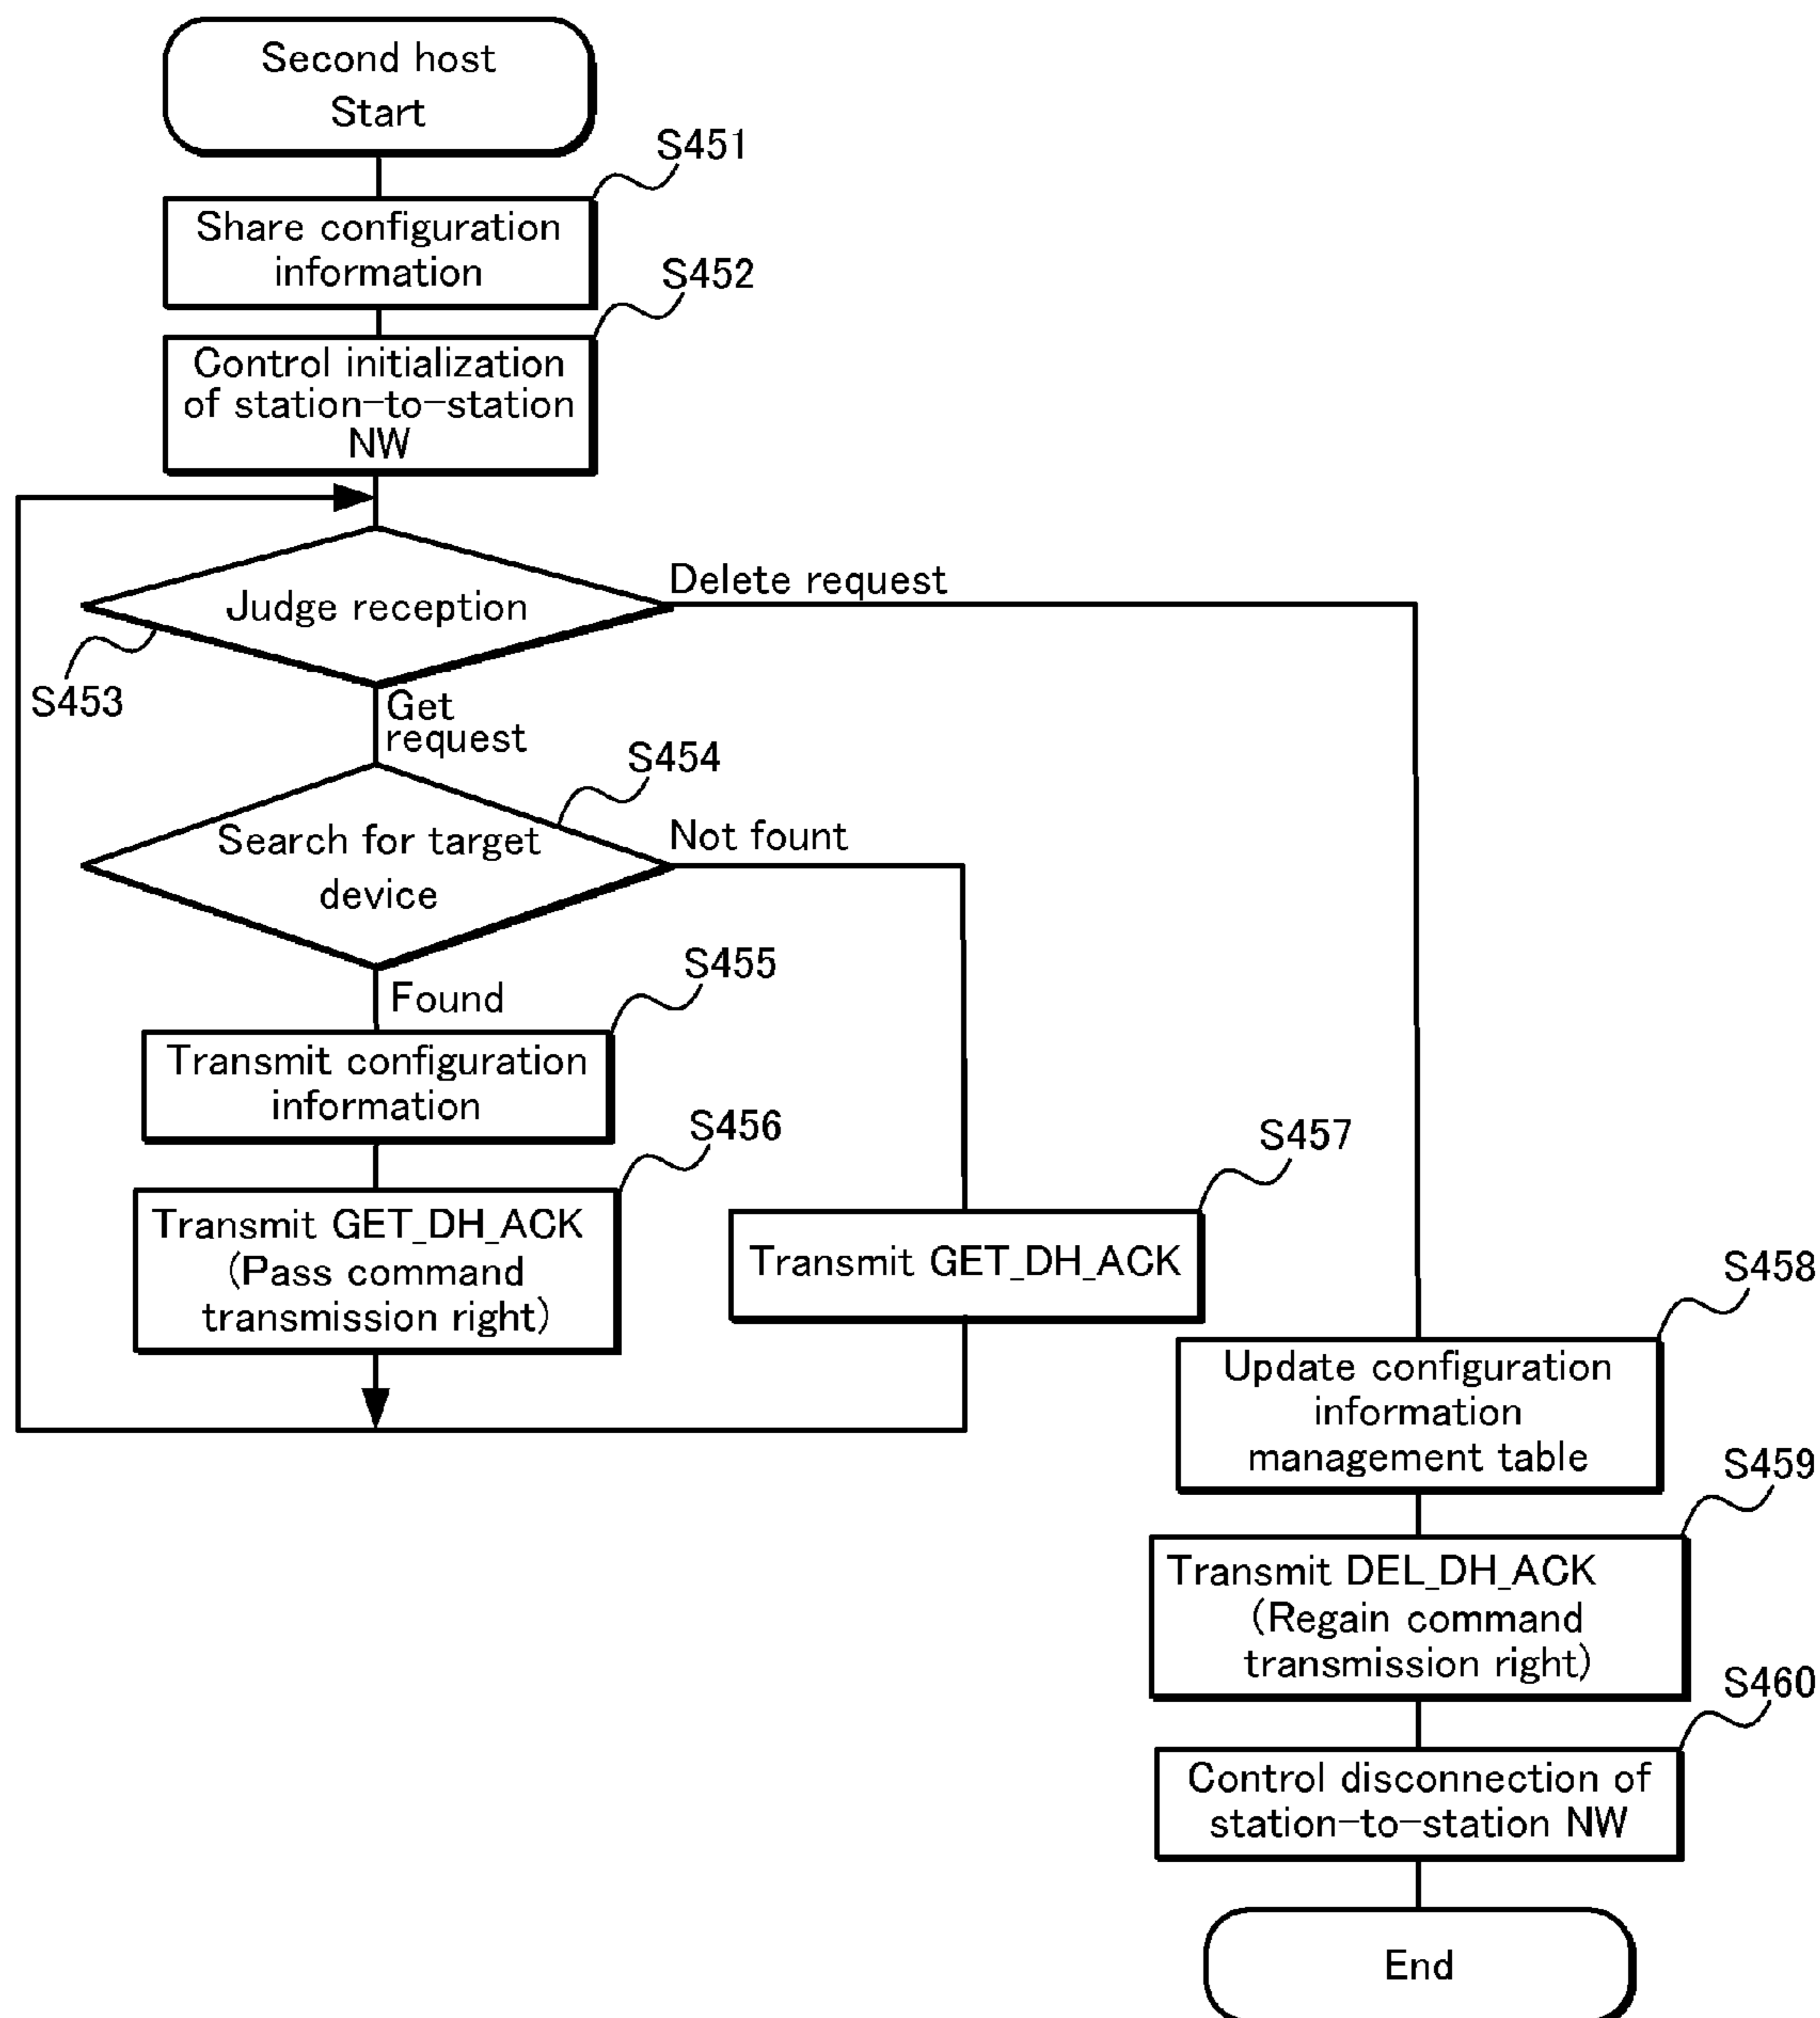 Second host
Start
S451
Share configuration
information
S452
Control initialization
of station-to-station
NW
Judge reception
Delete request
S453
Get
request
S454
Search for target
device
Not fount
Found
S455
Transmit configuration
information
S456
Transmit GET_DH_ACK
(Pass command
transmission right)
S457
Transmit GET_DH_ACK
S458
Update configuration
information
management table
S459
Transmit DEL_DH_ACK
(Regain command
transmission right)
S460
Control disconnection of
station-to-station NW
End